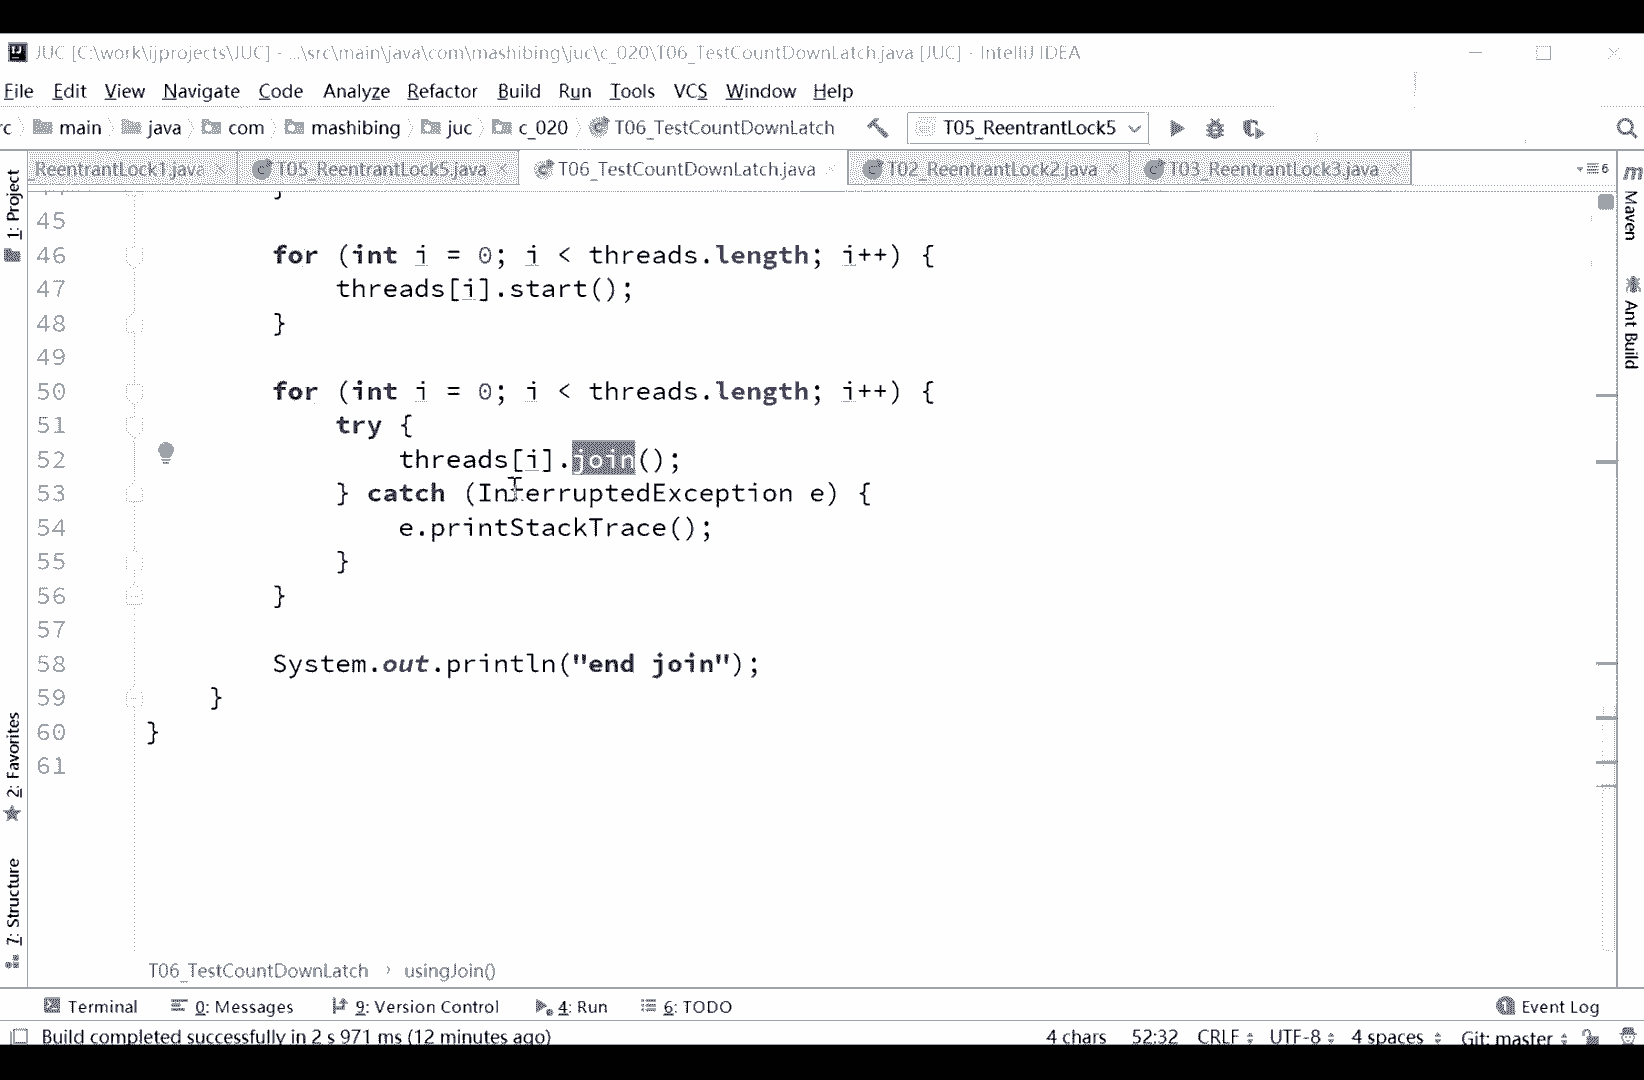 JUC [C:\work\ijprojects\JUC] - ...\src\main\java\com\mashibing\juc\c_020\T06_TestCountDownLatch.java [JUC] - IntelliJ IDEA
File Edit View Navigate Code Analyze Refactor Build Run Tools VCS Window Help
rc main java com mashibing juc c_020 T06_TestCountDownLatch T05_ReentrantLock5
ReentrantLock1.java T05_ReentrantLock5.java T06_TestCountDownLatch.java T02_ReentrantLock2.java T03_ReentrantLock3.java 6
1: Project
2: Favorites
7: Structure
45
46 for (int i = 0; i < threads.length; i++) {
47 threads[i].start();
48 }
49
50 for (int i = 0; i < threads.length; i++) {
51 try {
52 threads[i].join();
53 } catch (InterruptedException e) {
54 e.printStackTrace();
55 }
56 }
57
58 System.out.println("end join");
59 }
60 }
61
m Maven
Ant Build
T06_TestCountDownLatch › usingJoin()
Terminal 0: Messages 9: Version Control 4: Run 6: TODO 1 Event Log
Build completed successfully in 2 s 971 ms (12 minutes ago) 4 chars 52:32 CRLF UTF-8 4 spaces Git: master